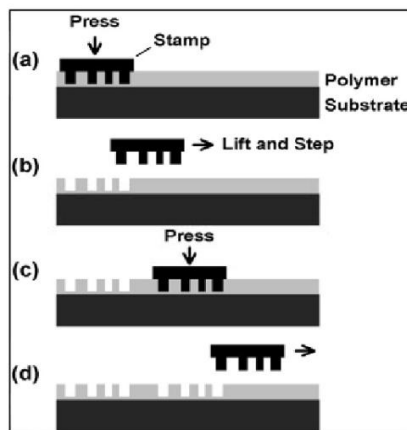 Press
Stamp
(a)
Polymer
Substrate
(b)
Lift and Step
Press
(c)
(d)